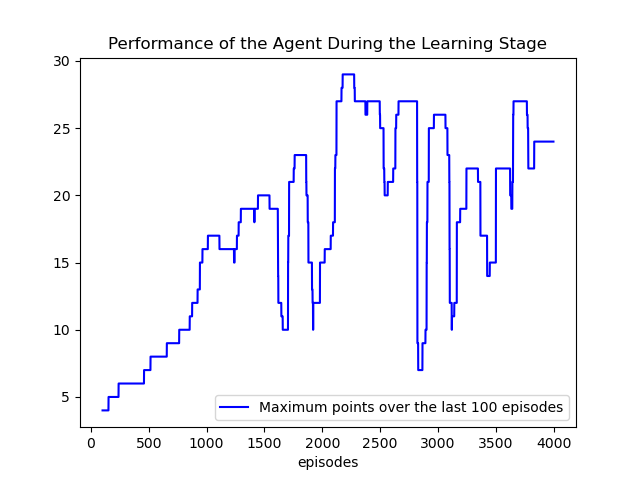 Performance of the Agent During the Learning Stage
30
25
20
15
10
5
Maximum points over the last 100 episodes
0 500 1000 1500 2000 2500 3000 3500 4000
episodes